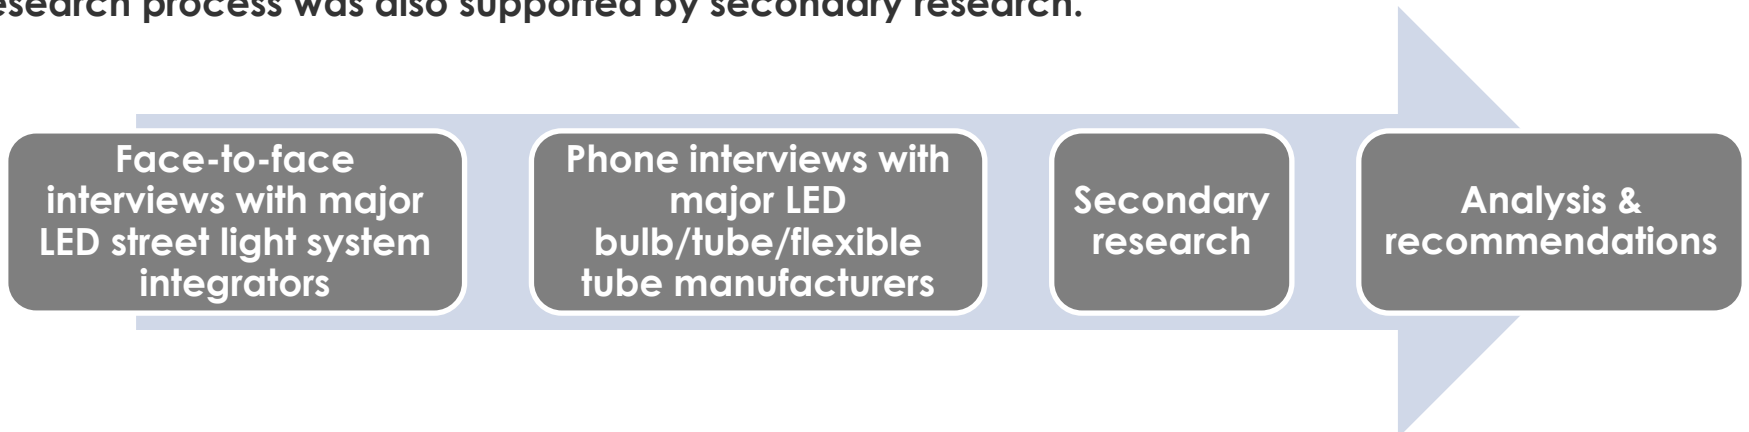 research process was also supported by secondary research.
Face-to-face
interviews with major
LED street light system
integrators
Phone interviews with
major LED
bulb/tube/flexible
tube manufacturers
Secondary
research
Analysis &
recommendations